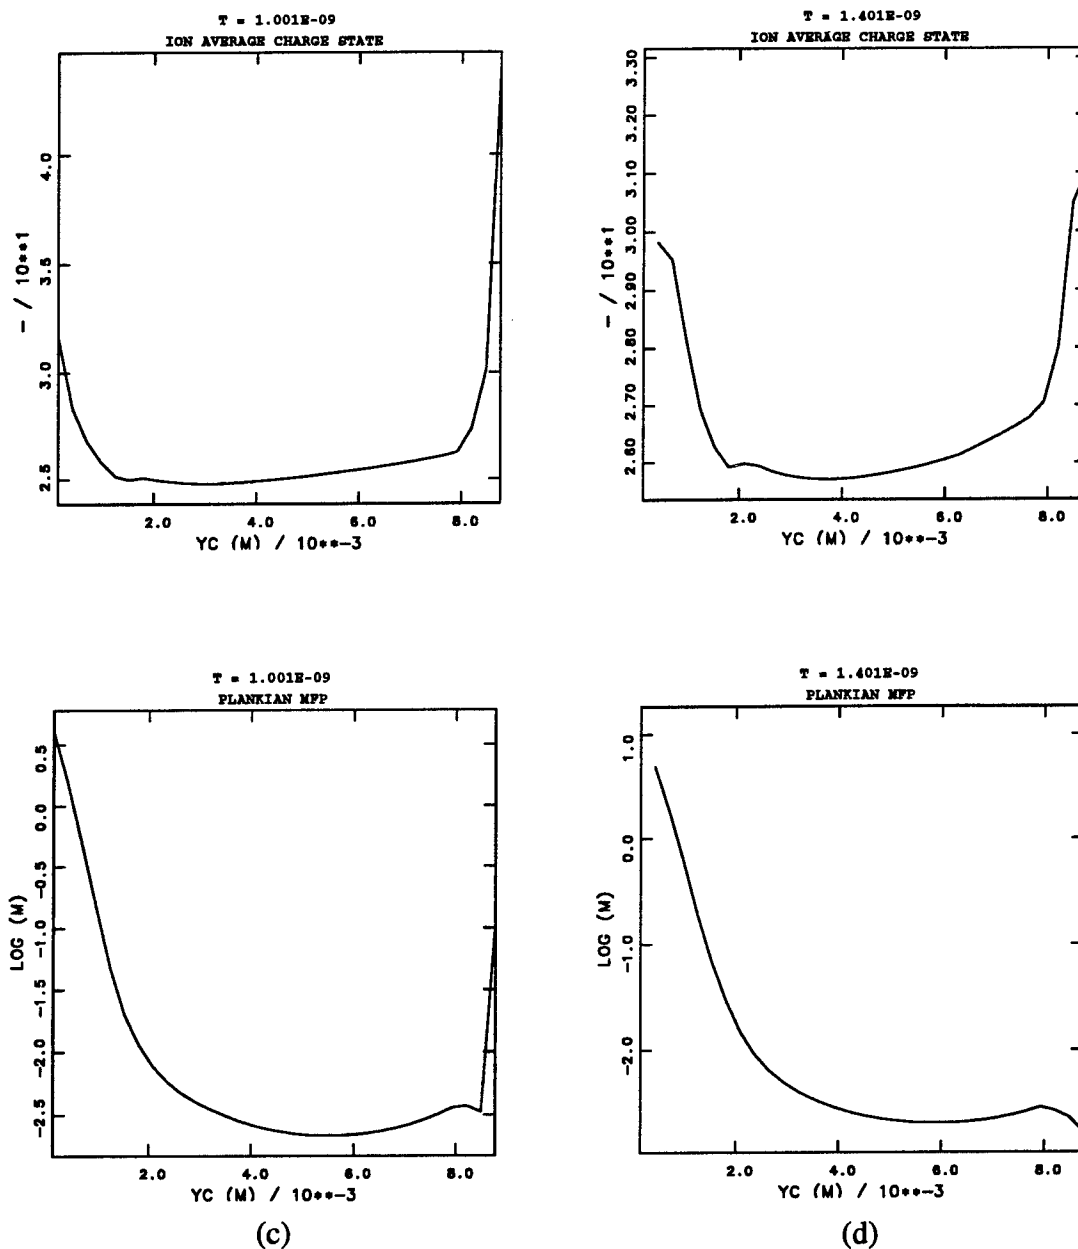 T = 1.001E-09
ION AVERAGE CHARGE STATE
4.0
3.5
3.0
2.5
— / 10**1
2.0 4.0 6.0 8.0
YC (M) / 10**-3
T = 1.401E-09
ION AVERAGE CHARGE STATE
3.30
3.20
3.10
3.00
2.90
2.80
2.70
2.60
— / 10**1
2.0 4.0 6.0 8.0
YC (M) / 10**-3
T = 1.001E-09
PLANKIAN MFP
0.5
0.0
-0.5
-1.0
-1.5
-2.0
-2.5
LOG (M)
2.0 4.0 6.0 8.0
YC (M) / 10**-3
(c)
T = 1.401E-09
PLANKIAN MFP
1.0
0.0
-1.0
-2.0
LOG (M)
2.0 4.0 6.0 8.0
YC (M) / 10**-3
(d)